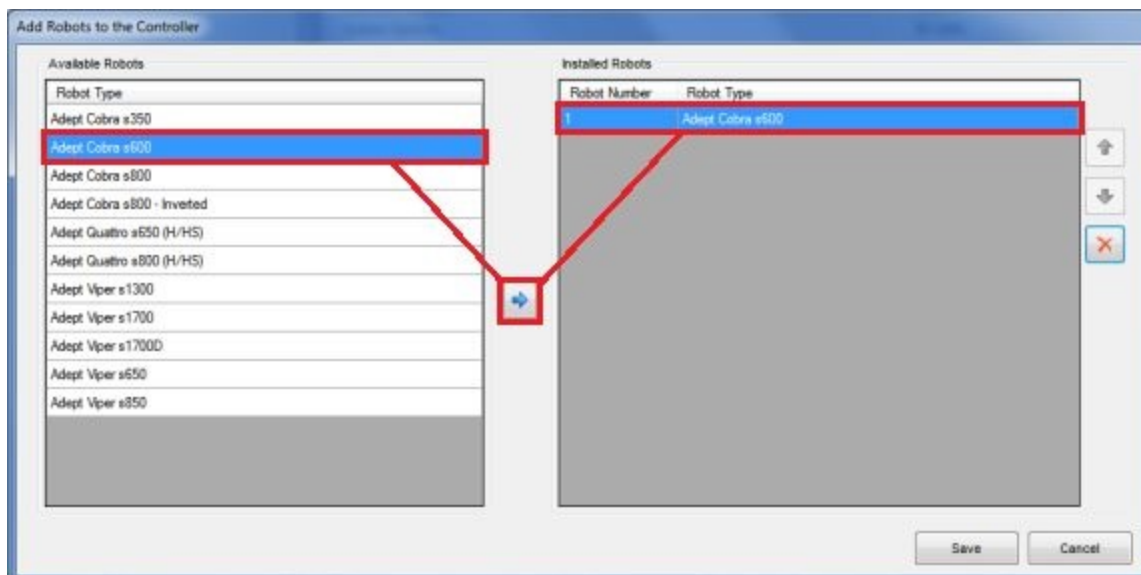 Add Robots to the Controller
Available Robots
Robot Type
Adept Cobra s350
Adept Cobra s600
Adept Cobra s800
Adept Cobra s800 - Inverted
Adept Quattro s650 (H/HS)
Adept Quattro s800 (H/HS)
Adept Viper s1300
Adept Viper s1700
Adept Viper s1700D
Adept Viper s650
Adept Viper s850
Installed Robots
Robot Number Robot Type
1 Adept Cobra s600
Save Cancel